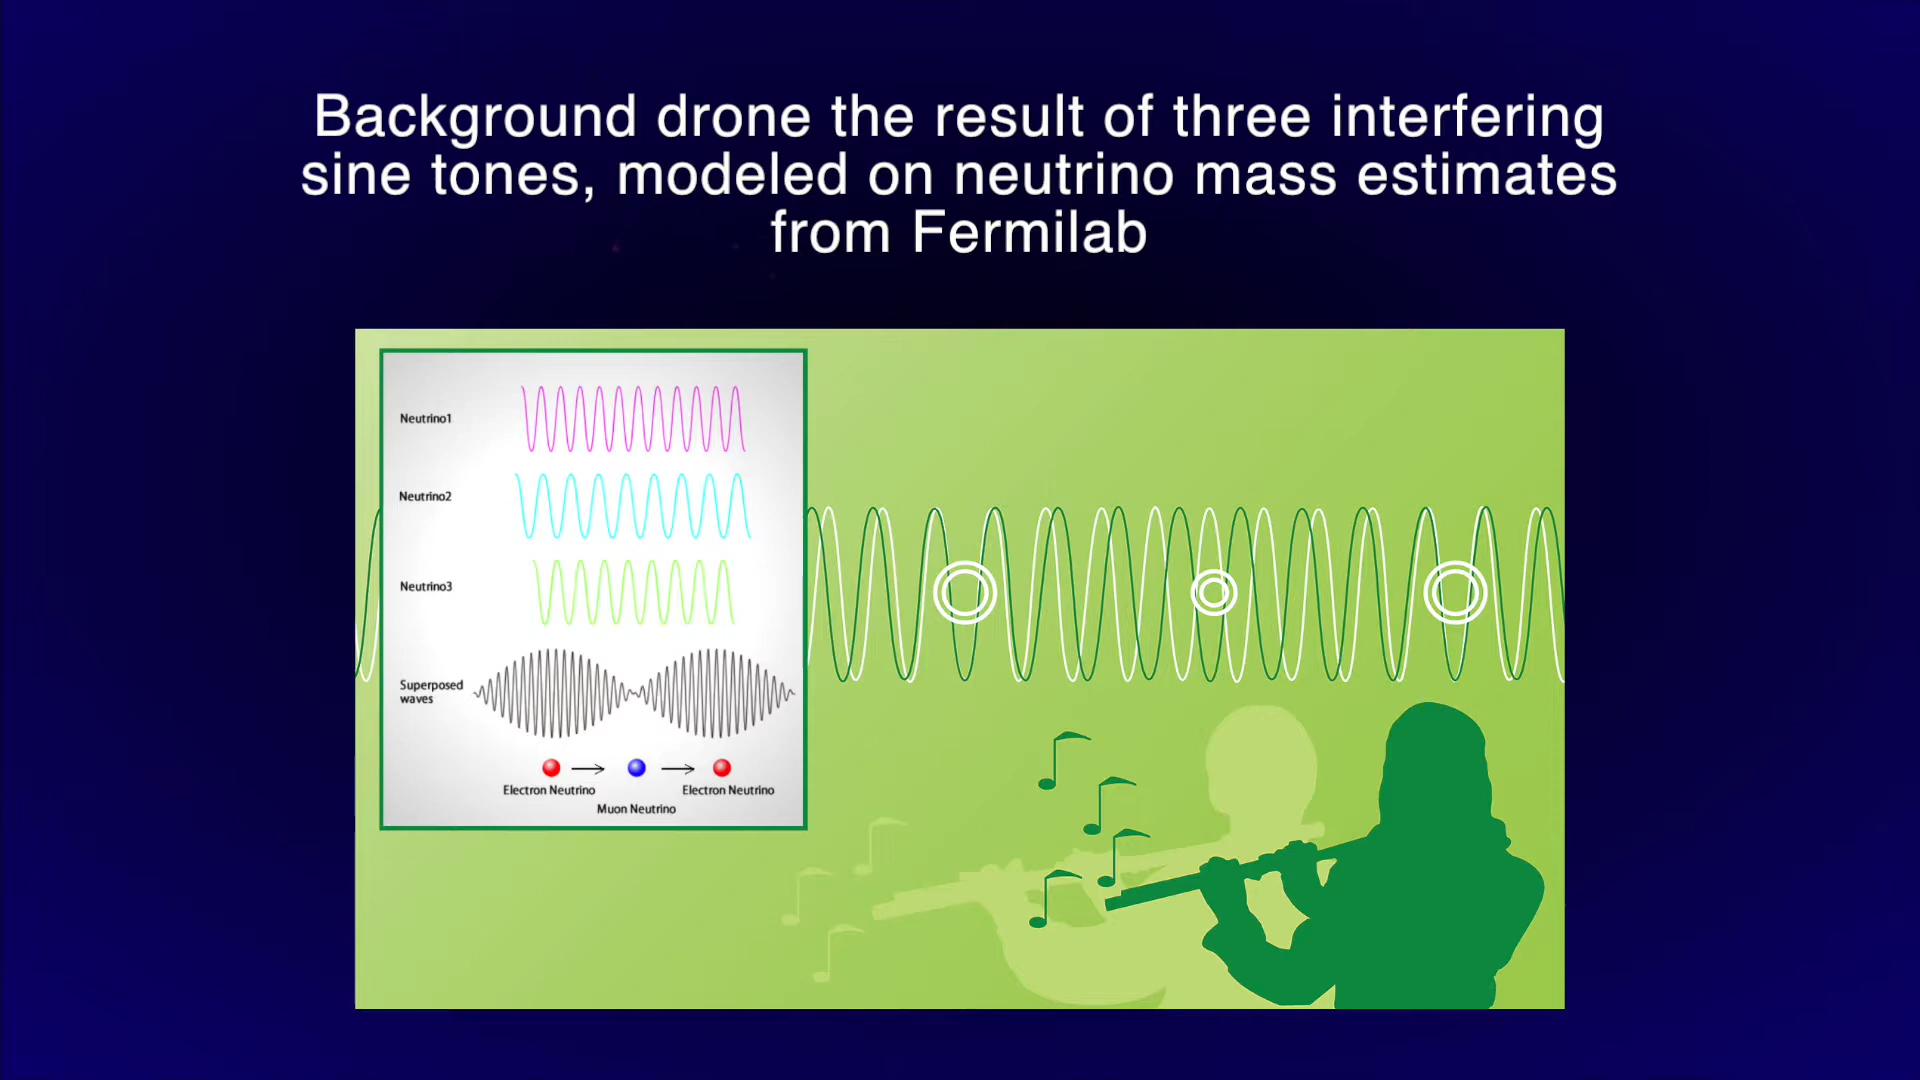 Background drone the result of three interfering
sine tones, modeled on neutrino mass estimates
from Fermilab
Neutrino1
Neutrino2
Neutrino3
Superposed
waves
Electron Neutrino
Electron Neutrino
Muon Neutrino